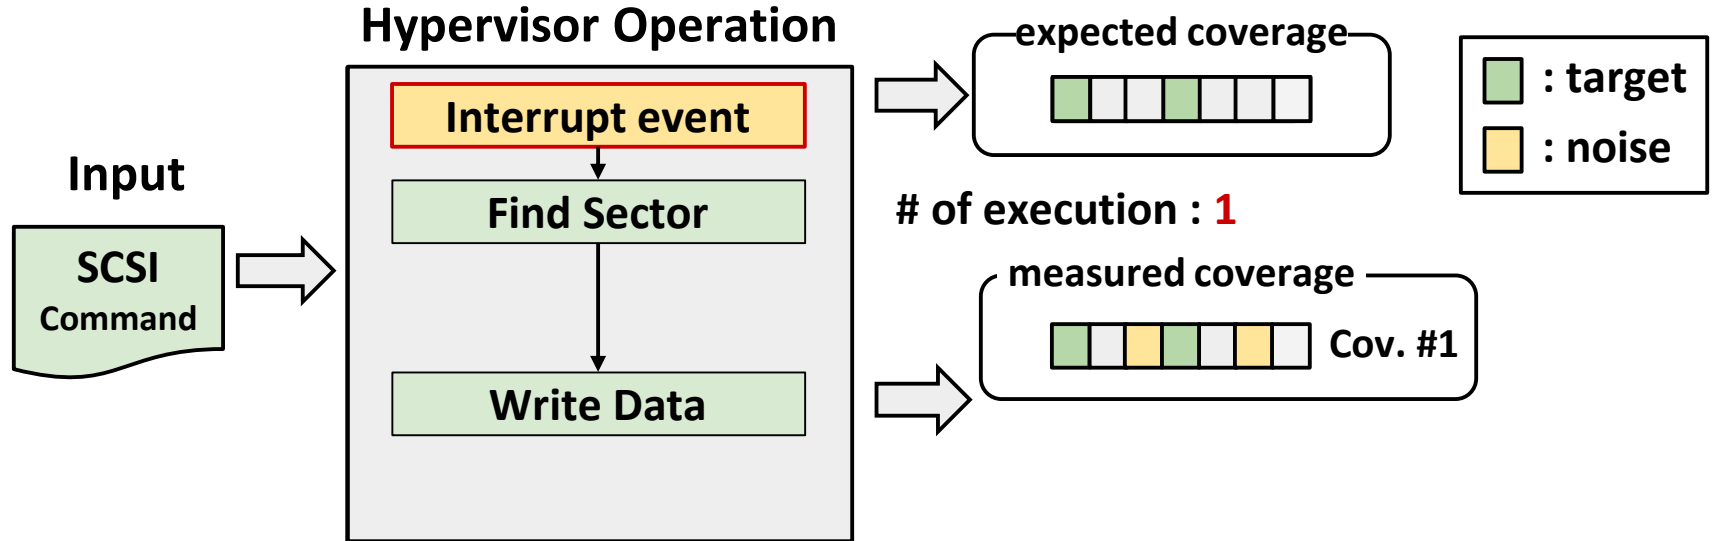 Hypervisor Operation
Input
SCSI
Command
Interrupt event
Find Sector
Write Data
expected coverage
# of execution : 1
measured coverage
Cov. #1
: target
: noise